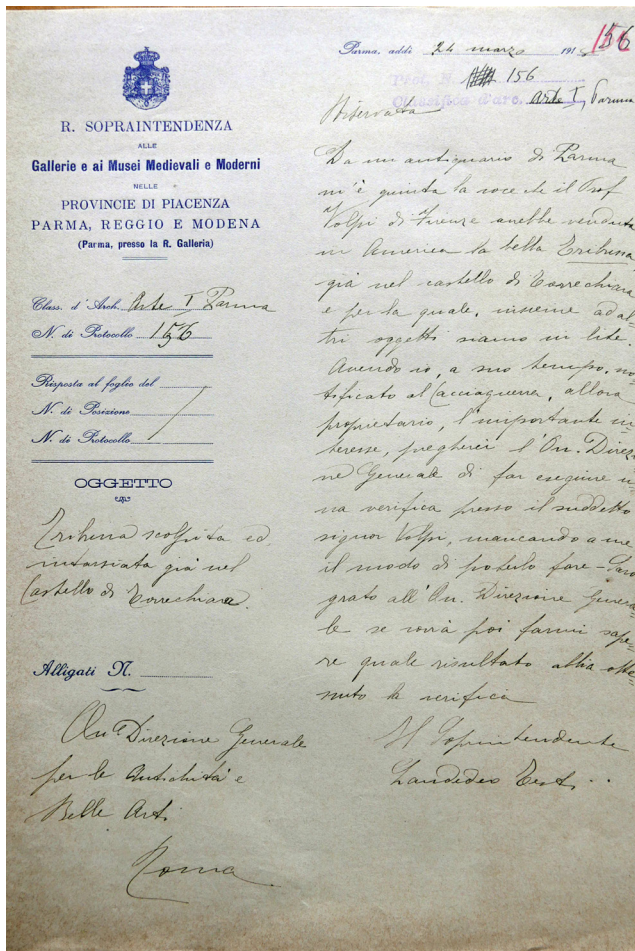 Parma, addì 24 marzo 191
156
Prot. N. 156
Classifica d'arc. Arte I, Parma
R. SOPRAINTENDENZA
ALLE
Gallerie e ai Musei Medievali e Moderni
NELLE
PROVINCIE DI PIACENZA
PARMA, REGGIO E MODENA
(Parma, presso la R. Galleria)
Class. d'Arch. Arte I Parma
N. di Protocollo 156
Risposta al foglio del
N. di Posizione
N. di Protocollo
OGGETTO
Tribuna scolpita ed
intarsiata già nel
Castello di Torrechiara.
Alligati N.
On. Direzione Generale
per le Antichità e
Belle Arti
Roma
Riservata
Da un antiquario di Parma
m'è giunta la voce che il Prof
Volpi di Firenze avrebbe venduta
in America la bella Tribuna
già nel castello di Torrechiara
e per la quale, insieme ad al
tri oggetti siamo in lite.
Avendo io, a suo tempo, no
tificato al Cacciaguerra, allora
proprietario, l'importante in=
teresse, pregherei l'On. Direzio
ne Generale di far eseguire u
na verifica presso il suddetto
signor Volpi, mancando a me
il modo di poterlo fare - Sarò
grato all'On. Direzione Genera=
le se vorrà poi farmi sape=
re quale risultato abbia otte=
nuto la verifica
Il Soprintendente
Laudedeo Testi